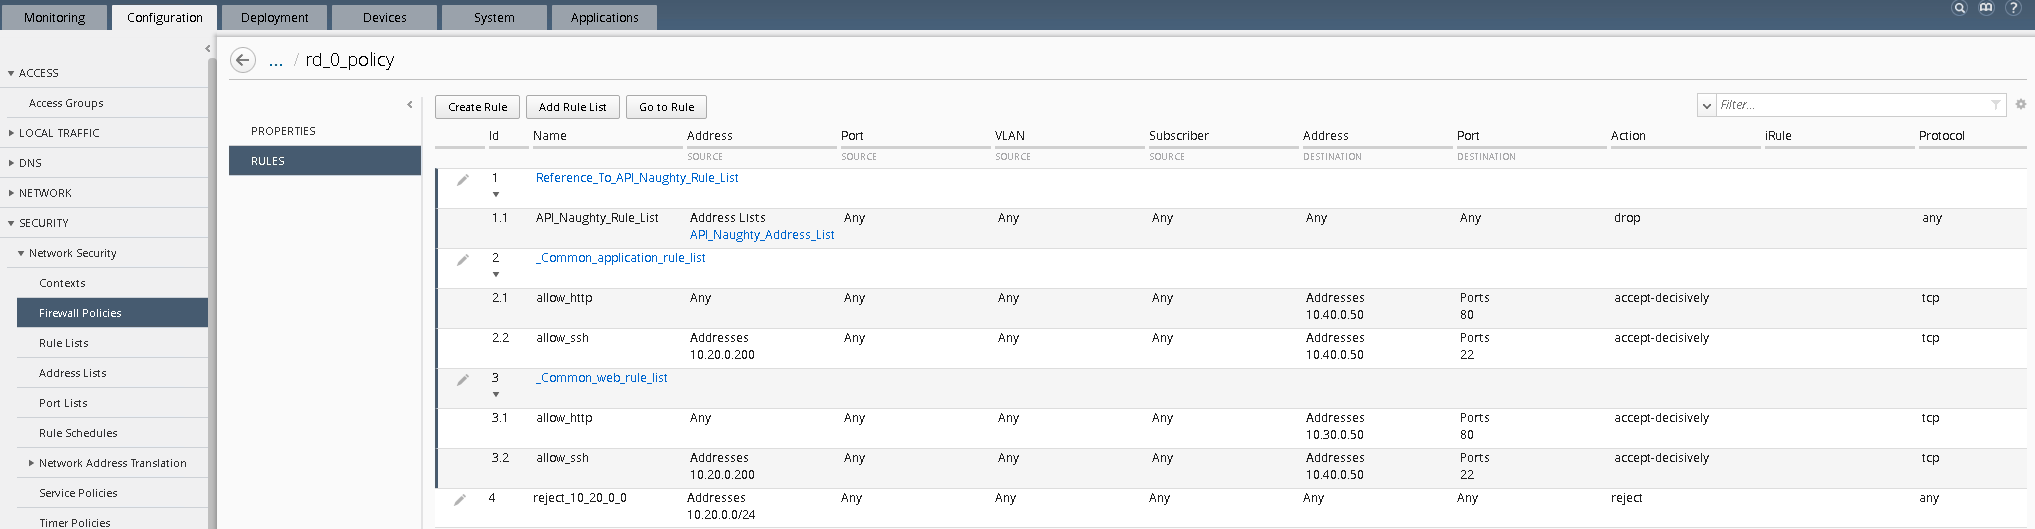 Monitoring Configuration Deployment Devices System Applications
... / rd_0_policy
ACCESS
Access Groups
LOCAL TRAFFIC
DNS
NETWORK
SECURITY
Network Security
Contexts
Firewall Policies
Rule Lists
Address Lists
Port Lists
Rule Schedules
Network Address Translation
Service Policies
Timer Policies
PROPERTIES
RULES
Create Rule Add Rule List Go to Rule Filter...
Id Name Address Port VLAN Subscriber Address Port Action iRule Protocol
SOURCE SOURCE SOURCE SOURCE DESTINATION DESTINATION
1 Reference_To_API_Naughty_Rule_List
1.1 API_Naughty_Rule_List Address Lists Any Any Any Any Any drop any
API_Naughty_Address_List
2 _Common_application_rule_list
2.1 allow_http Any Any Any Any Addresses Ports accept-decisively tcp
10.40.0.50 80
2.2 allow_ssh Addresses Any Any Any Addresses Ports accept-decisively tcp
10.20.0.200 10.40.0.50 22
3 _Common_web_rule_list
3.1 allow_http Any Any Any Any Addresses Ports accept-decisively tcp
10.30.0.50 80
3.2 allow_ssh Addresses Any Any Any Addresses Ports accept-decisively tcp
10.20.0.200 10.40.0.50 22
4 reject_10_20_0_0 Addresses Any Any Any Any Any reject any
10.20.0.0/24